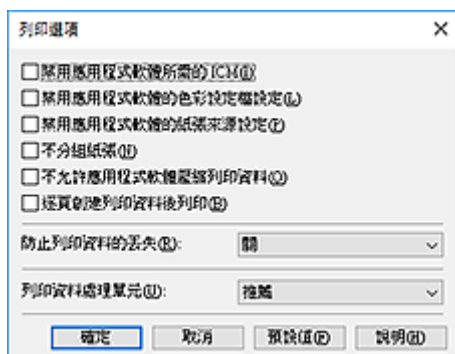 列印選項
禁用應用程式軟體所需的ICM(I)
禁用應用程式軟體的色彩設定檔設定(L)
禁用應用程式軟體的紙張來源設定(P)
不分組紙張(N)
不允許應用程式軟體壓縮列印資料(O)
逐頁創建列印資料後列印(B)
防止列印資料的丟失(R): 關
列印資料處理單元(U): 推薦
確定 取消 預設值(F) 說明(H)